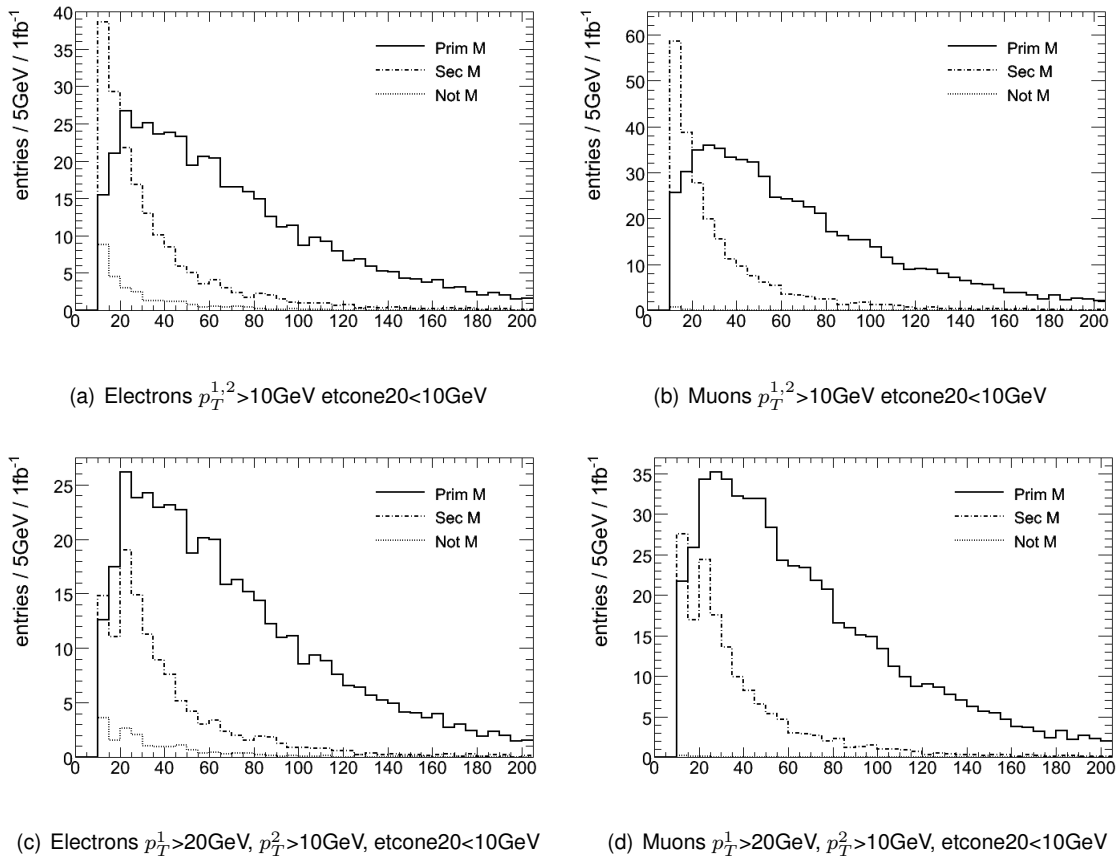 entries / 5GeV / 1fb⁻¹
40
35
30
25
20
15
10
5
0
0 20 40 60 80 100 120 140 160 180 200
Prim M
Sec M
Not M
(a) Electrons p_T^{1,2}>10GeV etcone20<10GeV
entries / 5GeV / 1fb⁻¹
60
50
40
30
20
10
0
0 20 40 60 80 100 120 140 160 180 200
Prim M
Sec M
Not M
(b) Muons p_T^{1,2}>10GeV etcone20<10GeV
entries / 5GeV / 1fb⁻¹
25
20
15
10
5
0
0 20 40 60 80 100 120 140 160 180 200
Prim M
Sec M
Not M
(c) Electrons p_T^1>20GeV, p_T^2>10GeV, etcone20<10GeV
entries / 5GeV / 1fb⁻¹
35
30
25
20
15
10
5
0
0 20 40 60 80 100 120 140 160 180 200
Prim M
Sec M
Not M
(d) Muons p_T^1>20GeV, p_T^2>10GeV, etcone20<10GeV